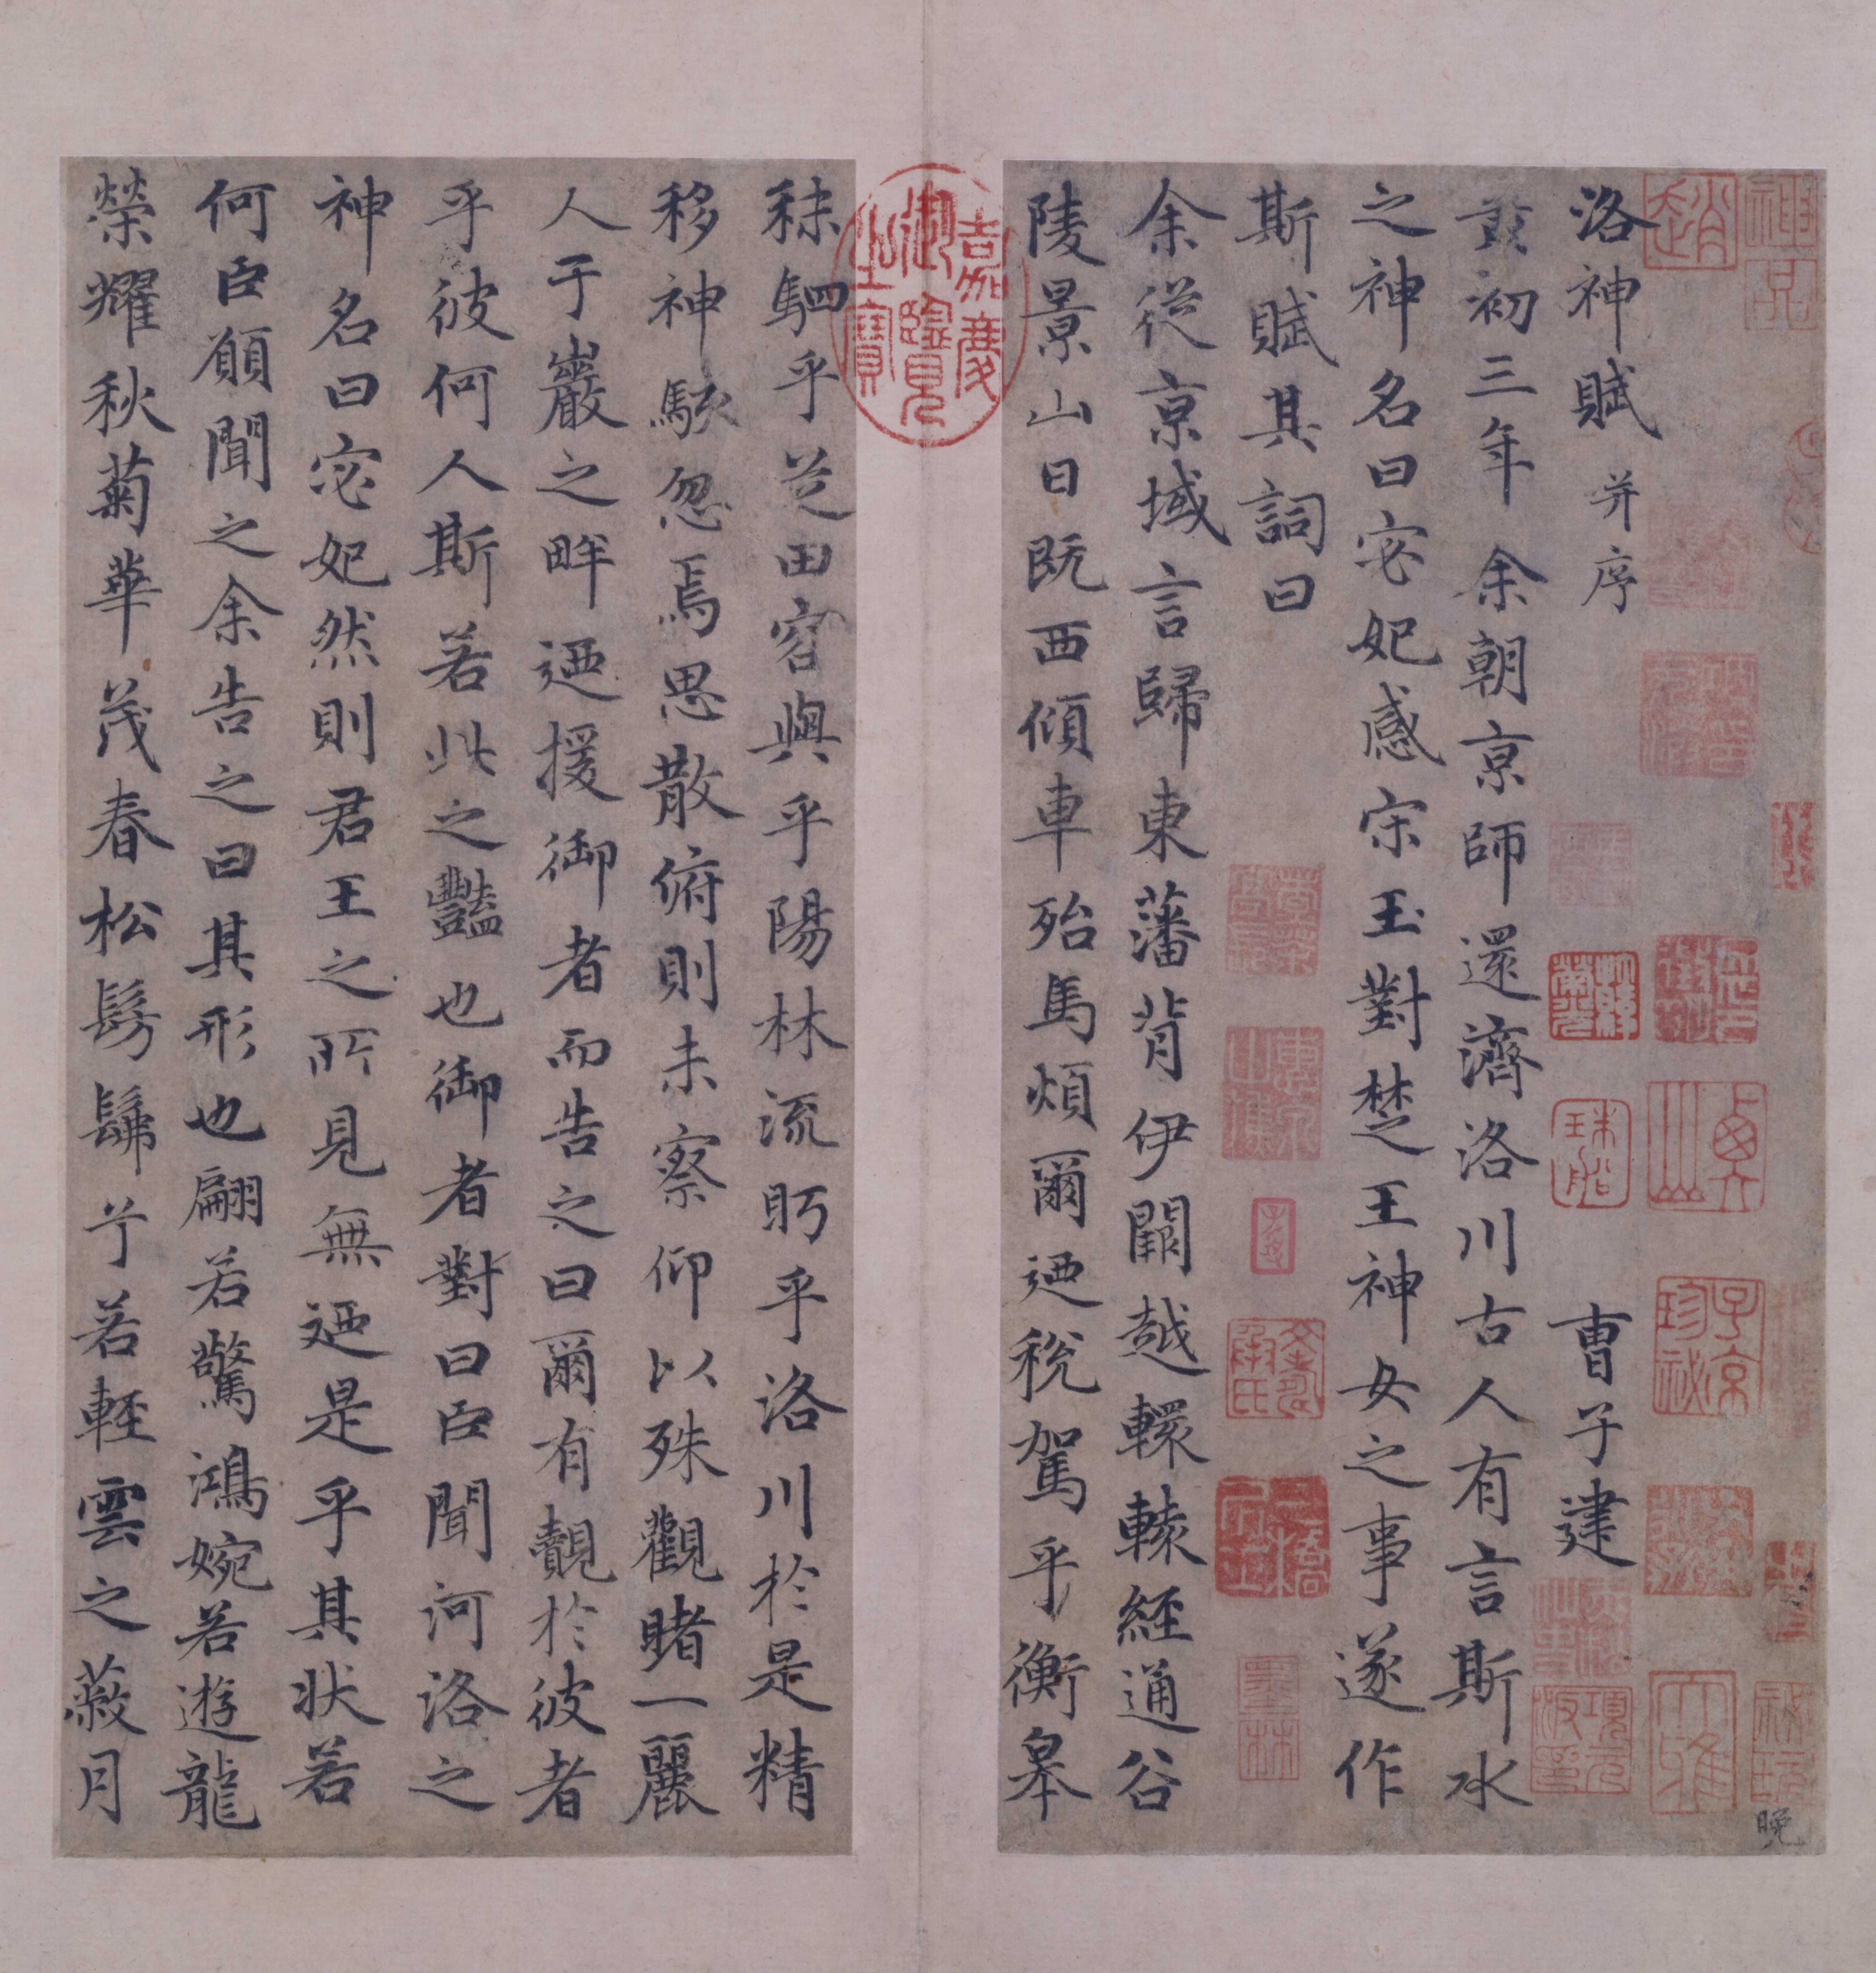 洛神賦 并序 曹子建
黄初三年余朝京師還濟洛川古人有言斯水
之神名曰宓妃感宋玉對楚王神女之事遂作
斯賦其詞曰
余從京域言歸東藩背伊闕越轘轅經通谷
陵景山日既西傾車殆馬煩爾迺稅駕乎衡皋
秣駟乎芝田容與乎陽林流眄乎洛川於是精
移神駭忽焉思散俯則未察仰以殊觀睹一麗
人于巖之畔迺援御者而告之曰爾有覿於彼者
乎彼何人斯若此之豔也御者對曰臣聞河洛之
神名曰宓妃然則君王之所見無迺是乎其狀若
何臣願聞之余告之曰其形也翩若驚鴻婉若遊龍
榮耀秋菊華茂春松髣髴兮若輕雲之蔽月
嘉慶御覽之寶
趙
神品
子京珍祕
墨林
晚